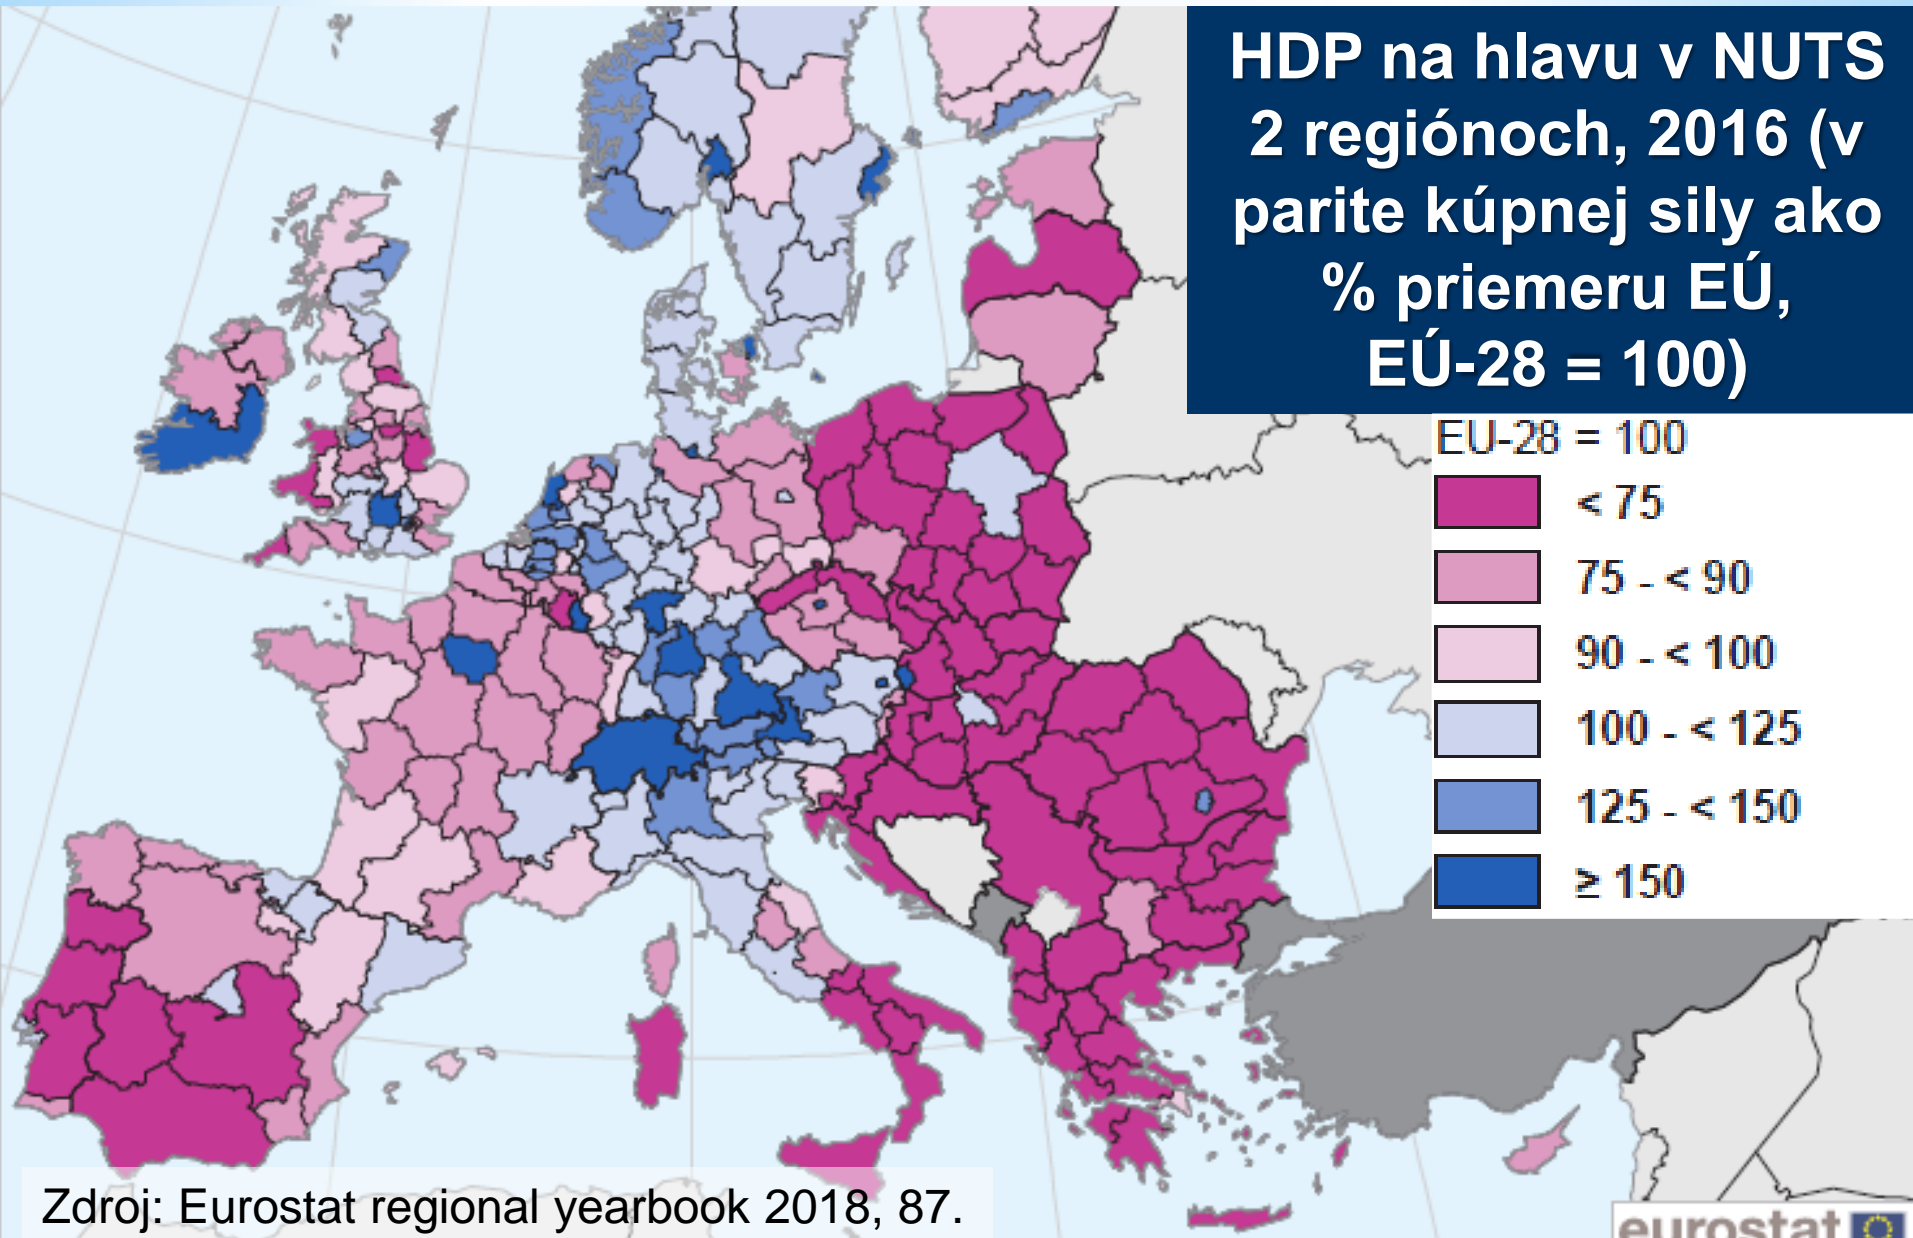 HDP na hlavu v NUTS
2 regiónoch, 2016 (v
parite kúpnej sily ako
% priemeru EÚ,
EÚ-28 = 100)
EU-28 = 100
< 75
75 - < 90
90 - < 100
100 - < 125
125 - < 150
≥ 150
Zdroj: Eurostat regional yearbook 2018, 87.
eurostat